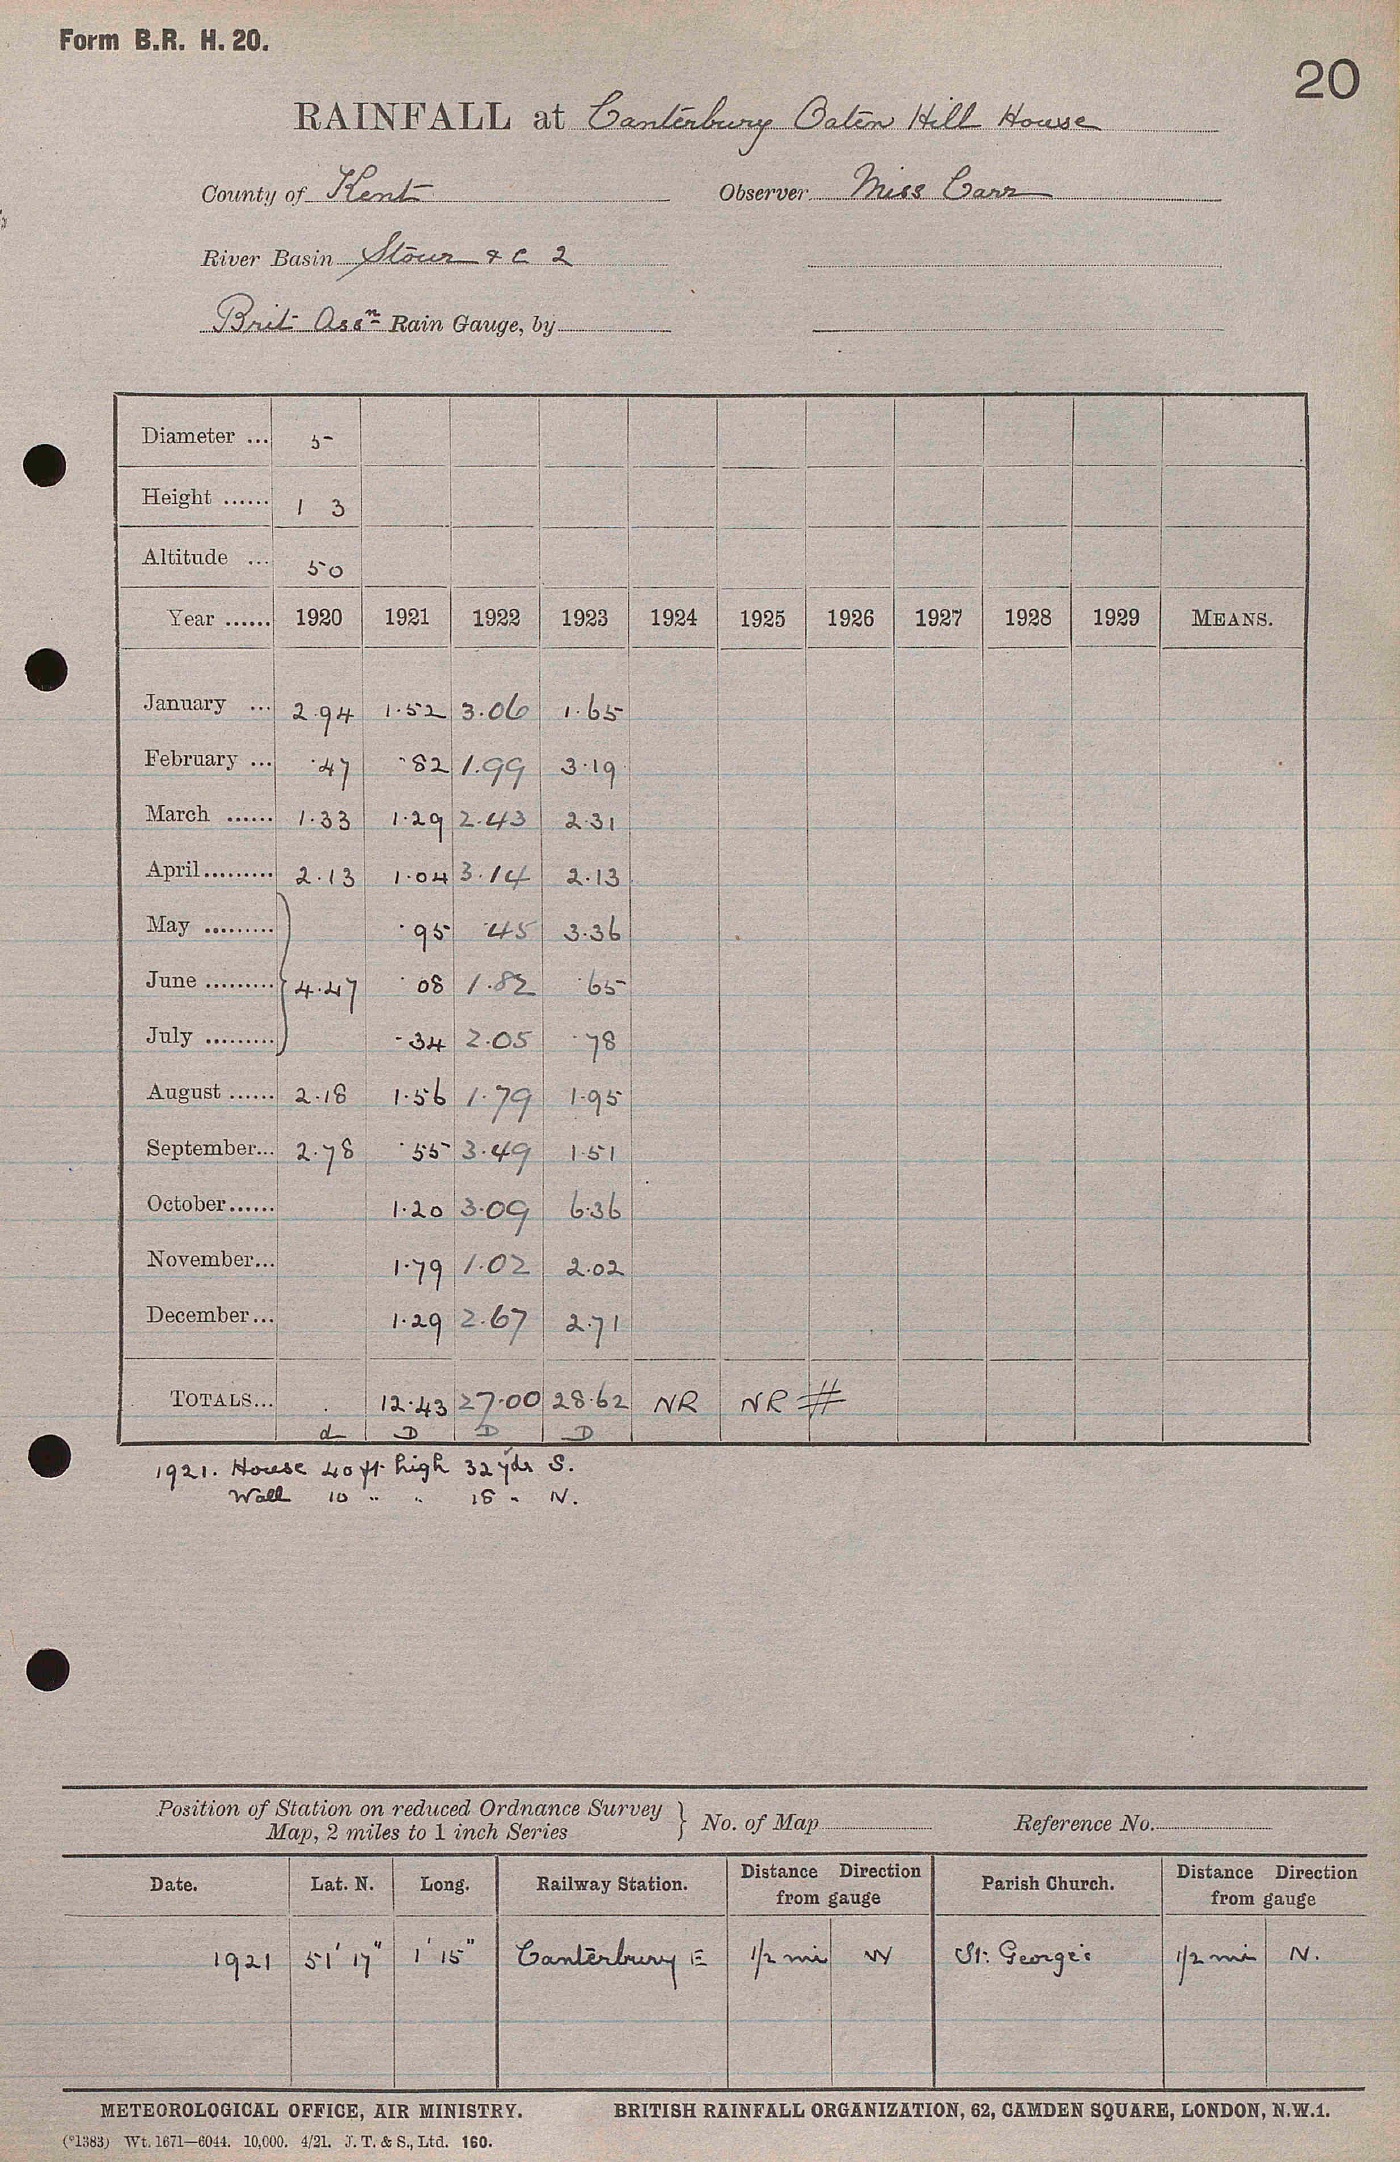 Form B.R. H. 20.
20
RAINFALL at Canterbury Oaten Hill House
County of Kent Observer Miss Carr
River Basin Stour & C 2
Brit Assn Rain Gauge, by
Diameter ... 5
Height ...... 1 3
Altitude ... 50
Year ...... 1920 1921 1922 1923 1924 1925 1926 1927 1928 1929 MEANS.
January ... 2.94 1.52 3.06 1.65
February ... .47 .82 1.99 3.19
March ...... 1.33 1.29 2.43 2.31
April ......... 2.13 1.04 3.14 2.13
May ......... .95 .45 3.36
June ......... } 4.47 .08 1.82 .65
July ......... .34 2.05 .78
August ...... 2.18 1.56 1.79 1.95
September... 2.78 .55 3.49 1.51
October...... 1.20 3.09 6.36
November... 1.79 1.02 2.02
December... 1.29 2.67 2.71
TOTALS... . 12.43 27.00 28.62 NR NR #
d D D D
1921. House 40 ft high 32 yds S.
Wall 10 " " 18 " N.
Position of Station on reduced Ordnance Survey } No. of Map Reference No.
Map, 2 miles to 1 inch Series
Date. Lat. N. Long. Railway Station. Distance Direction from gauge Parish Church. Distance Direction from gauge
1921 51' 17" 1' 15" Canterbury E 1/2 mi W St. George's 1/2 mi N.
METEOROLOGICAL OFFICE, AIR MINISTRY. BRITISH RAINFALL ORGANIZATION, 62, CAMDEN SQUARE, LONDON, N.W.1.
(*1383) Wt. 1671—6044. 10,000. 4/21. J. T. & S., Ltd. 160.